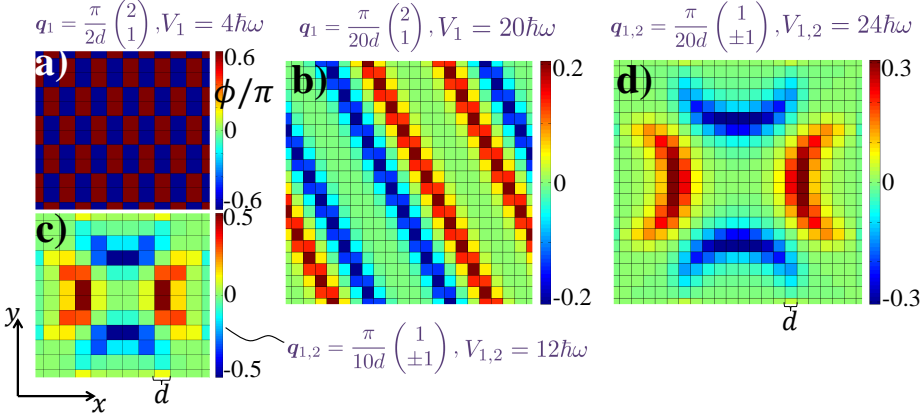 q₁ = π/2d (2 1), V₁ = 4ħω
q₁ = π/20d (2 1), V₁ = 20ħω
q₁,₂ = π/20d (1 ±1), V₁,₂ = 24ħω
a)
0.6
ϕ/π
0
-0.6
b)
0.2
0
-0.2
d)
0.3
0
-0.3
d
c)
0.5
0
-0.5
d
y
x
q₁,₂ = π/10d (1 ±1), V₁,₂ = 12ħω